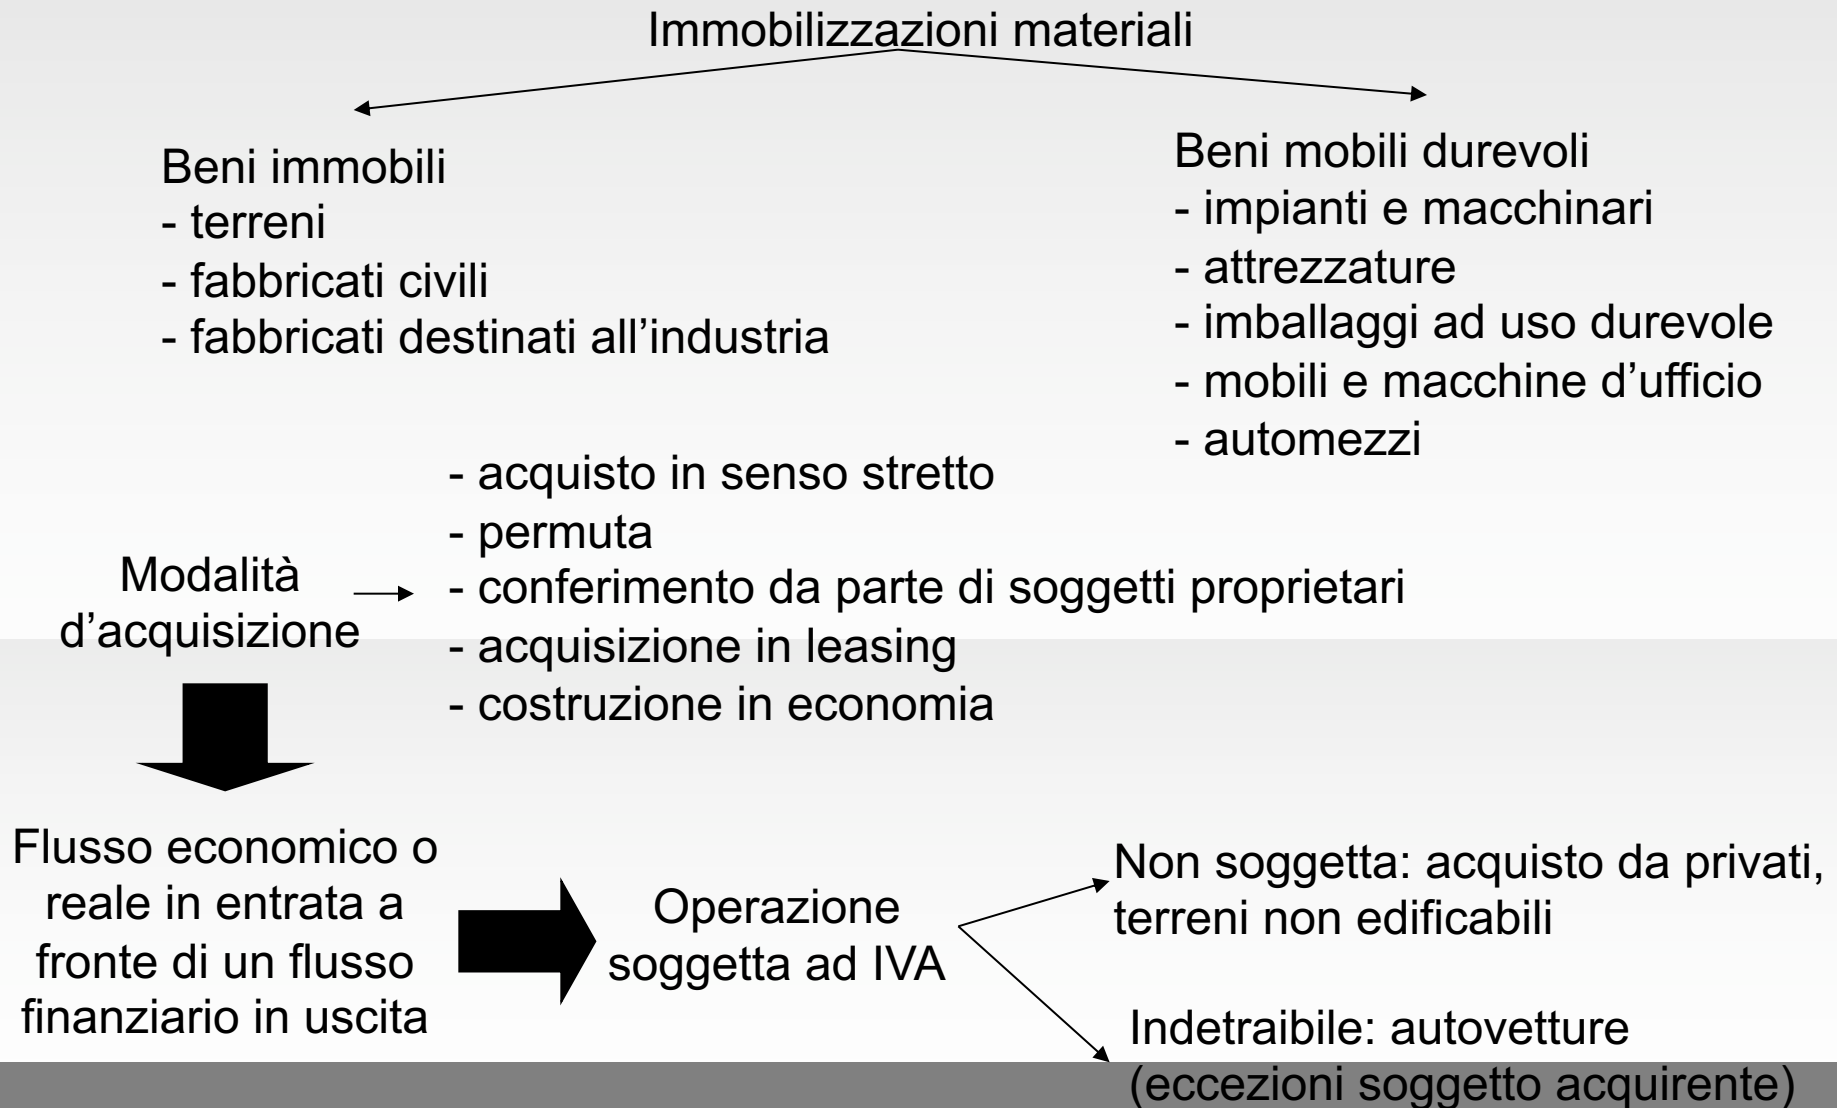 Immobilizzazioni materiali
Beni immobili
- terreni
- fabbricati civili
- fabbricati destinati all’industria
Beni mobili durevoli
- impianti e macchinari
- attrezzature
- imballaggi ad uso durevole
- mobili e macchine d’ufficio
- automezzi
Modalità
d’acquisizione
- acquisto in senso stretto
- permuta
- conferimento da parte di soggetti proprietari
- acquisizione in leasing
- costruzione in economia
Flusso economico o
reale in entrata a
fronte di un flusso
finanziario in uscita
Operazione
soggetta ad IVA
Non soggetta: acquisto da privati,
terreni non edificabili
Indetraibile: autovetture
(eccezioni soggetto acquirente)